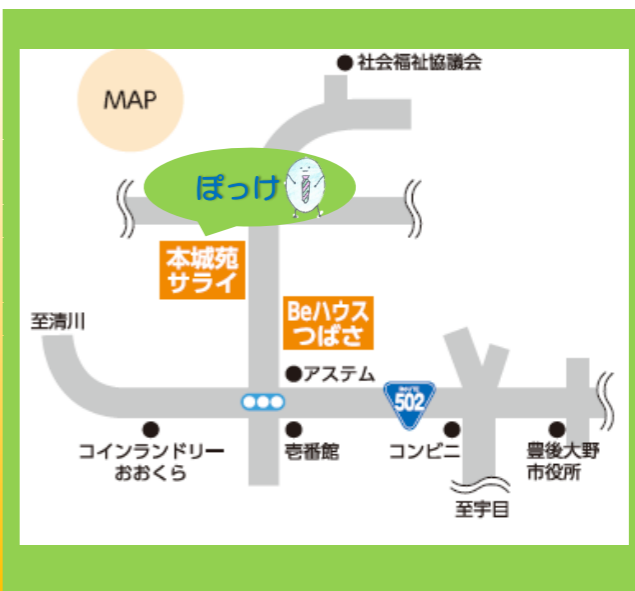 社会福祉協議会
MAP
ぽっけ
本城苑
サライ
Beハウス
つばさ
至清川
アステム
ROUTE
502
コインランドリー
おおくら
壱番館
コンビニ
豊後大野
市役所
至宇目